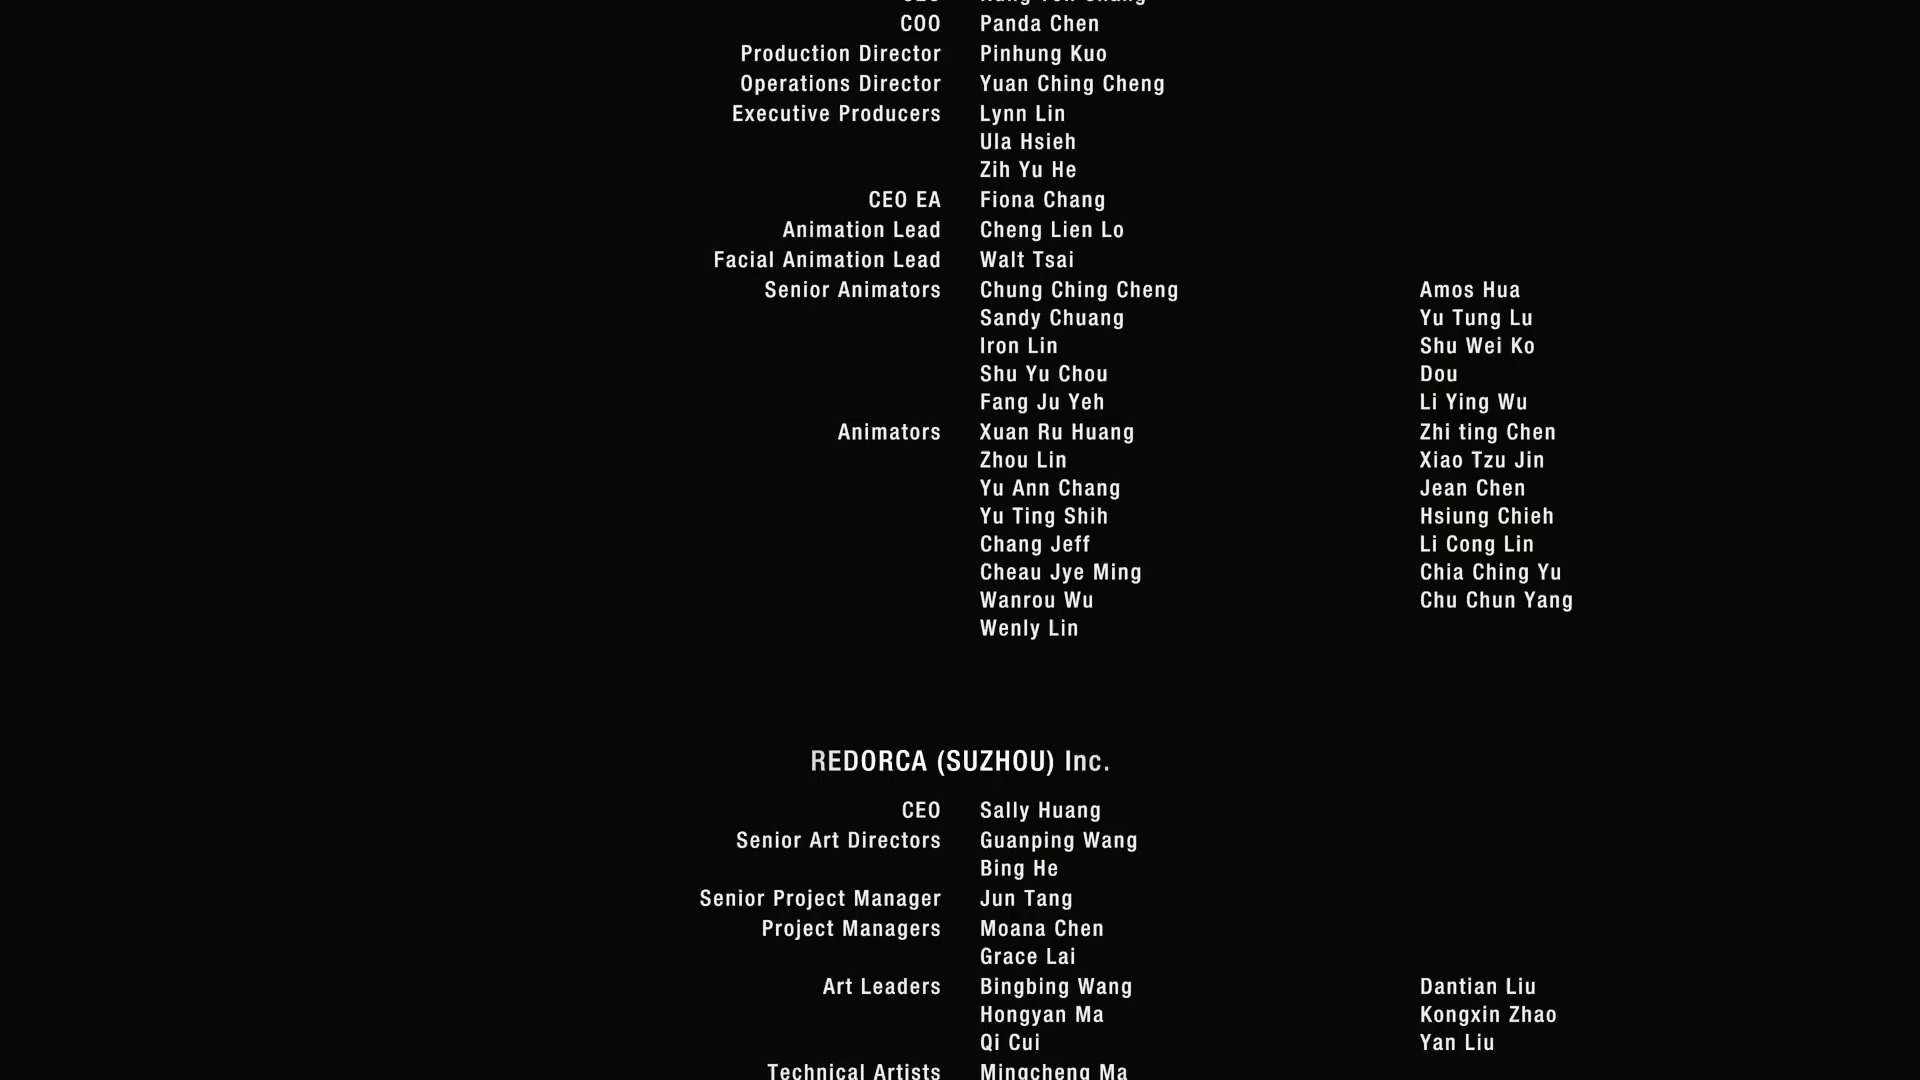 COO Panda Chen
Production Director Pinhung Kuo
Operations Director Yuan Ching Cheng
Executive Producers Lynn Lin
Ula Hsieh
Zih Yu He
CEO EA Fiona Chang
Animation Lead Cheng Lien Lo
Facial Animation Lead Walt Tsai
Senior Animators Chung Ching Cheng Amos Hua
Sandy Chuang Yu Tung Lu
Iron Lin Shu Wei Ko
Shu Yu Chou Dou
Fang Ju Yeh Li Ying Wu
Animators Xuan Ru Huang Zhi ting Chen
Zhou Lin Xiao Tzu Jin
Yu Ann Chang Jean Chen
Yu Ting Shih Hsiung Chieh
Chang Jeff Li Cong Lin
Cheau Jye Ming Chia Ching Yu
Wanrou Wu Chu Chun Yang
Wenly Lin
REDORCA (SUZHOU) Inc.
CEO Sally Huang
Senior Art Directors Guanping Wang
Bing He
Senior Project Manager Jun Tang
Project Managers Moana Chen
Grace Lai
Art Leaders Bingbing Wang Dantian Liu
Hongyan Ma Kongxin Zhao
Qi Cui Yan Liu
Technical Artists Mingcheng Ma